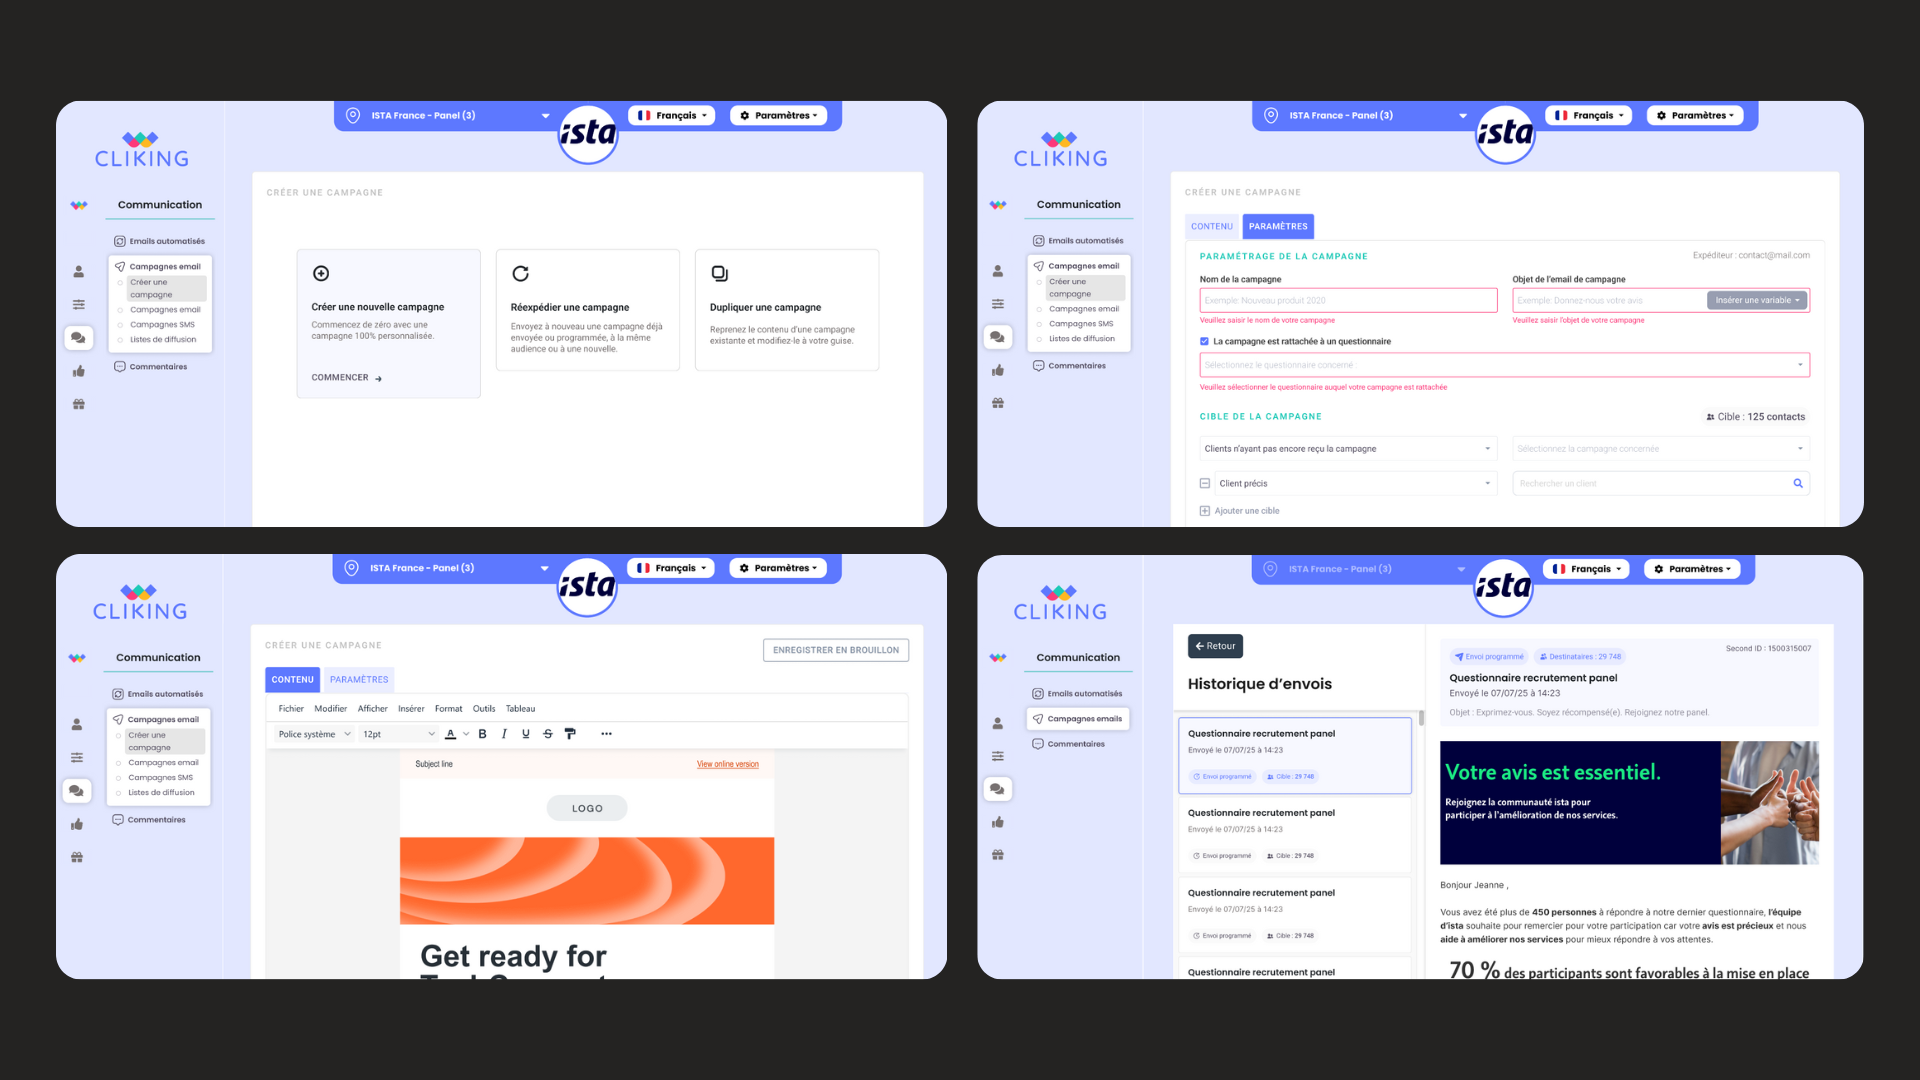 ISTA France - Panel (3)
ista
Français
Paramètres
CLIKING
Communication
Emails automatisés
Campagnes email
Créer une
campagne
Campagnes email
Campagnes SMS
Listes de diffusion
Commentaires
CRÉER UNE CAMPAGNE
Créer une nouvelle campagne
Commencez de zéro avec une
campagne 100% personnalisée.
COMMENCER
Réexpédier une campagne
Envoyez à nouveau une campagne déjà
envoyée ou programmée, à la même
audience ou à une nouvelle.
Dupliquer une campagne
Reprenez le contenu d'une campagne
existante et modifiez-le à votre guise.
ISTA France - Panel (3)
ista
Français
Paramètres
CLIKING
Communication
Emails automatisés
Campagnes email
Créer une
campagne
Campagnes email
Campagnes SMS
Listes de diffusion
Commentaires
CRÉER UNE CAMPAGNE
CONTENU PARAMÈTRES
PARAMÉTRAGE DE LA CAMPAGNE
Expéditeur : contact@mail.com
Nom de la campagne
Exemple: Nouveau produit 2020
Veuillez saisir le nom de votre campagne
Objet de l'email de campagne
Exemple: Donnez-nous votre avis
Insérer une variable
Veuillez saisir l'objet de votre campagne
La campagne est rattachée à un questionnaire
Sélectionnez le questionnaire concerné :
Veuillez sélectionner le questionnaire auquel votre campagne est rattachée
CIBLE DE LA CAMPAGNE
Cible : 125 contacts
Clients n'ayant pas encore reçu la campagne
Sélectionnez la campagne concernée
Client précis
Rechercher un client
Ajouter une cible
ISTA France - Panel (3)
ista
Français
Paramètres
CLIKING
Communication
Emails automatisés
Campagnes email
Créer une
campagne
Campagnes email
Campagnes SMS
Listes de diffusion
Commentaires
CRÉER UNE CAMPAGNE
ENREGISTRER EN BROUILLON
CONTENU PARAMÈTRES
Fichier Modifier Afficher Insérer Format Outils Tableau
Police système 12pt A B I U S
Subject line
View online version
LOGO
Get ready for
ISTA France - Panel (3)
ista
Français
Paramètres
CLIKING
Communication
Emails automatisés
Campagnes emails
Commentaires
Retour
Historique d'envois
Questionnaire recrutement panel
Envoyé le 07/07/25 à 14:23
Envoi programmé Cible : 29 748
Questionnaire recrutement panel
Envoyé le 07/07/25 à 14:23
Envoi programmé Cible : 29 748
Questionnaire recrutement panel
Envoyé le 07/07/25 à 14:23
Envoi programmé Cible : 29 748
Questionnaire recrutement panel
Envoi programmé Destinataires : 29 748
Second ID : 1500315007
Questionnaire recrutement panel
Envoyé le 07/07/25 à 14:23
Objet : Exprimez-vous. Soyez récompensé(e). Rejoignez notre panel.
Votre avis est essentiel.
Rejoignez la communauté ista pour
participer à l'amélioration de nos services.
Bonjour Jeanne ,
Vous avez été plus de 450 personnes à répondre à notre dernier questionnaire, l'équipe
d'ista souhaite pour remercier pour votre participation car votre avis est précieux et nous
aide à améliorer nos services pour mieux répondre à vos attentes.
70 % des participants sont favorables à la mise en place